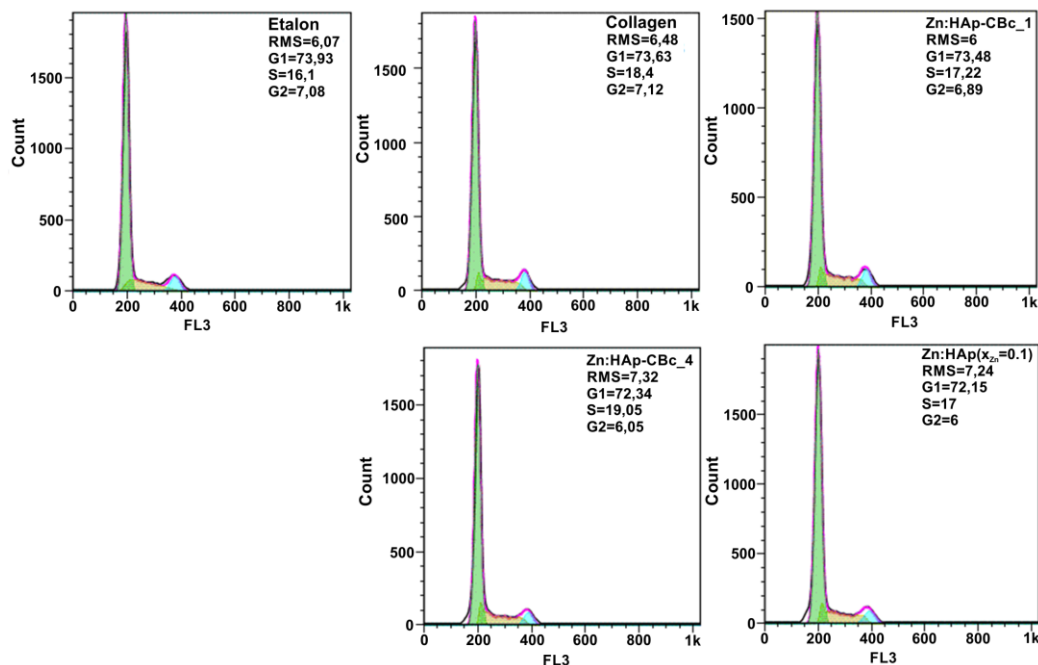 Etalon
RMS=6,07
G1=73,93
S=16,1
G2=7,08
Count
1500
1000
500
0
0 200 400 600 800 1k
FL3
Collagen
RMS=6,48
G1=73,63
S=18,4
G2=7,12
Count
1500
1000
500
0
0 200 400 600 800 1k
FL3
Zn:HAp-CBc_1
RMS=6
G1=73,48
S=17,22
G2=6,89
Count
1500
1000
500
0
0 200 400 600 800 1k
FL3
Zn:HAp-CBc_4
RMS=7,32
G1=72,34
S=19,05
G2=6,05
Count
1500
1000
500
0
0 200 400 600 800 1k
FL3
Zn:HAp(xZn=0.1)
RMS=7,24
G1=72,15
S=17
G2=6
Count
1500
1000
500
0
0 200 400 600 800 1k
FL3